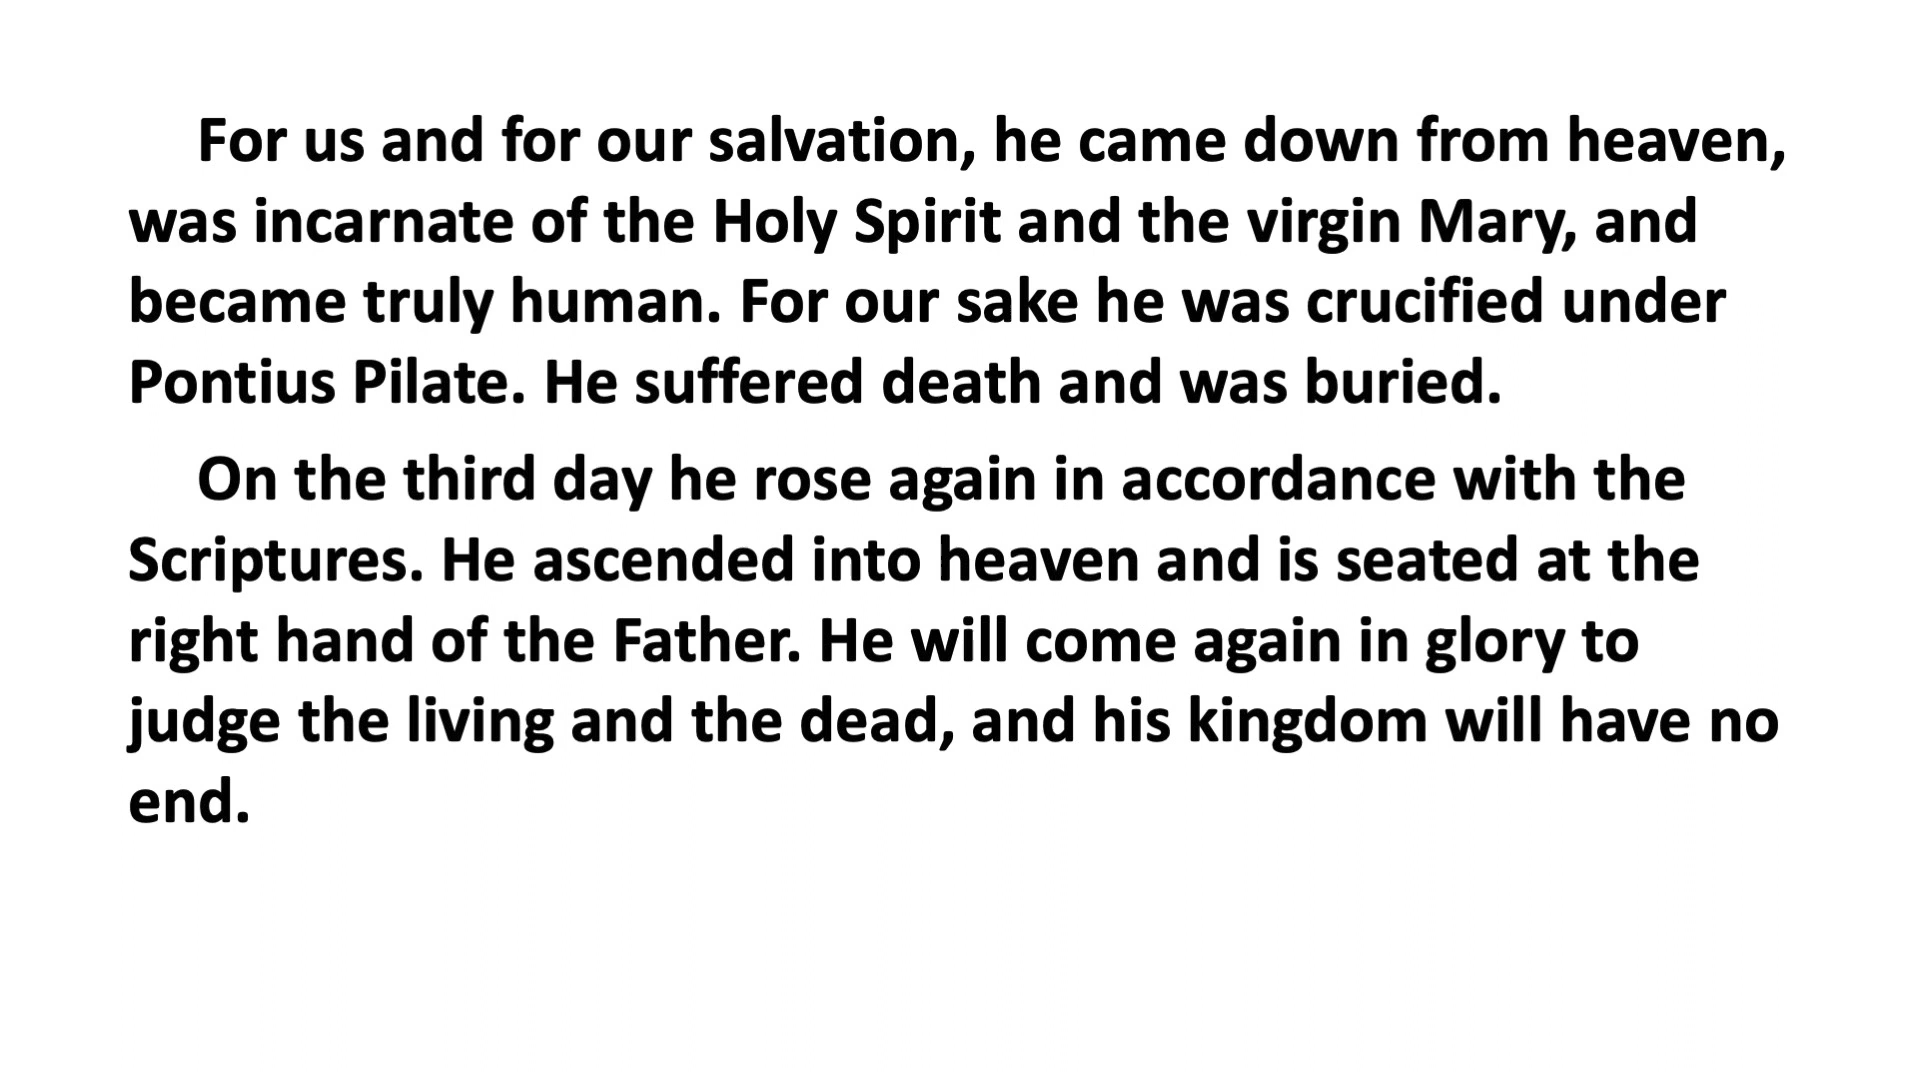 For us and for our salvation, he came down from heaven,
was incarnate of the Holy Spirit and the virgin Mary, and
became truly human. For our sake he was crucified under
Pontius Pilate. He suffered death and was buried.
On the third day he rose again in accordance with the
Scriptures. He ascended into heaven and is seated at the
right hand of the Father. He will come again in glory to
judge the living and the dead, and his kingdom will have no
end.